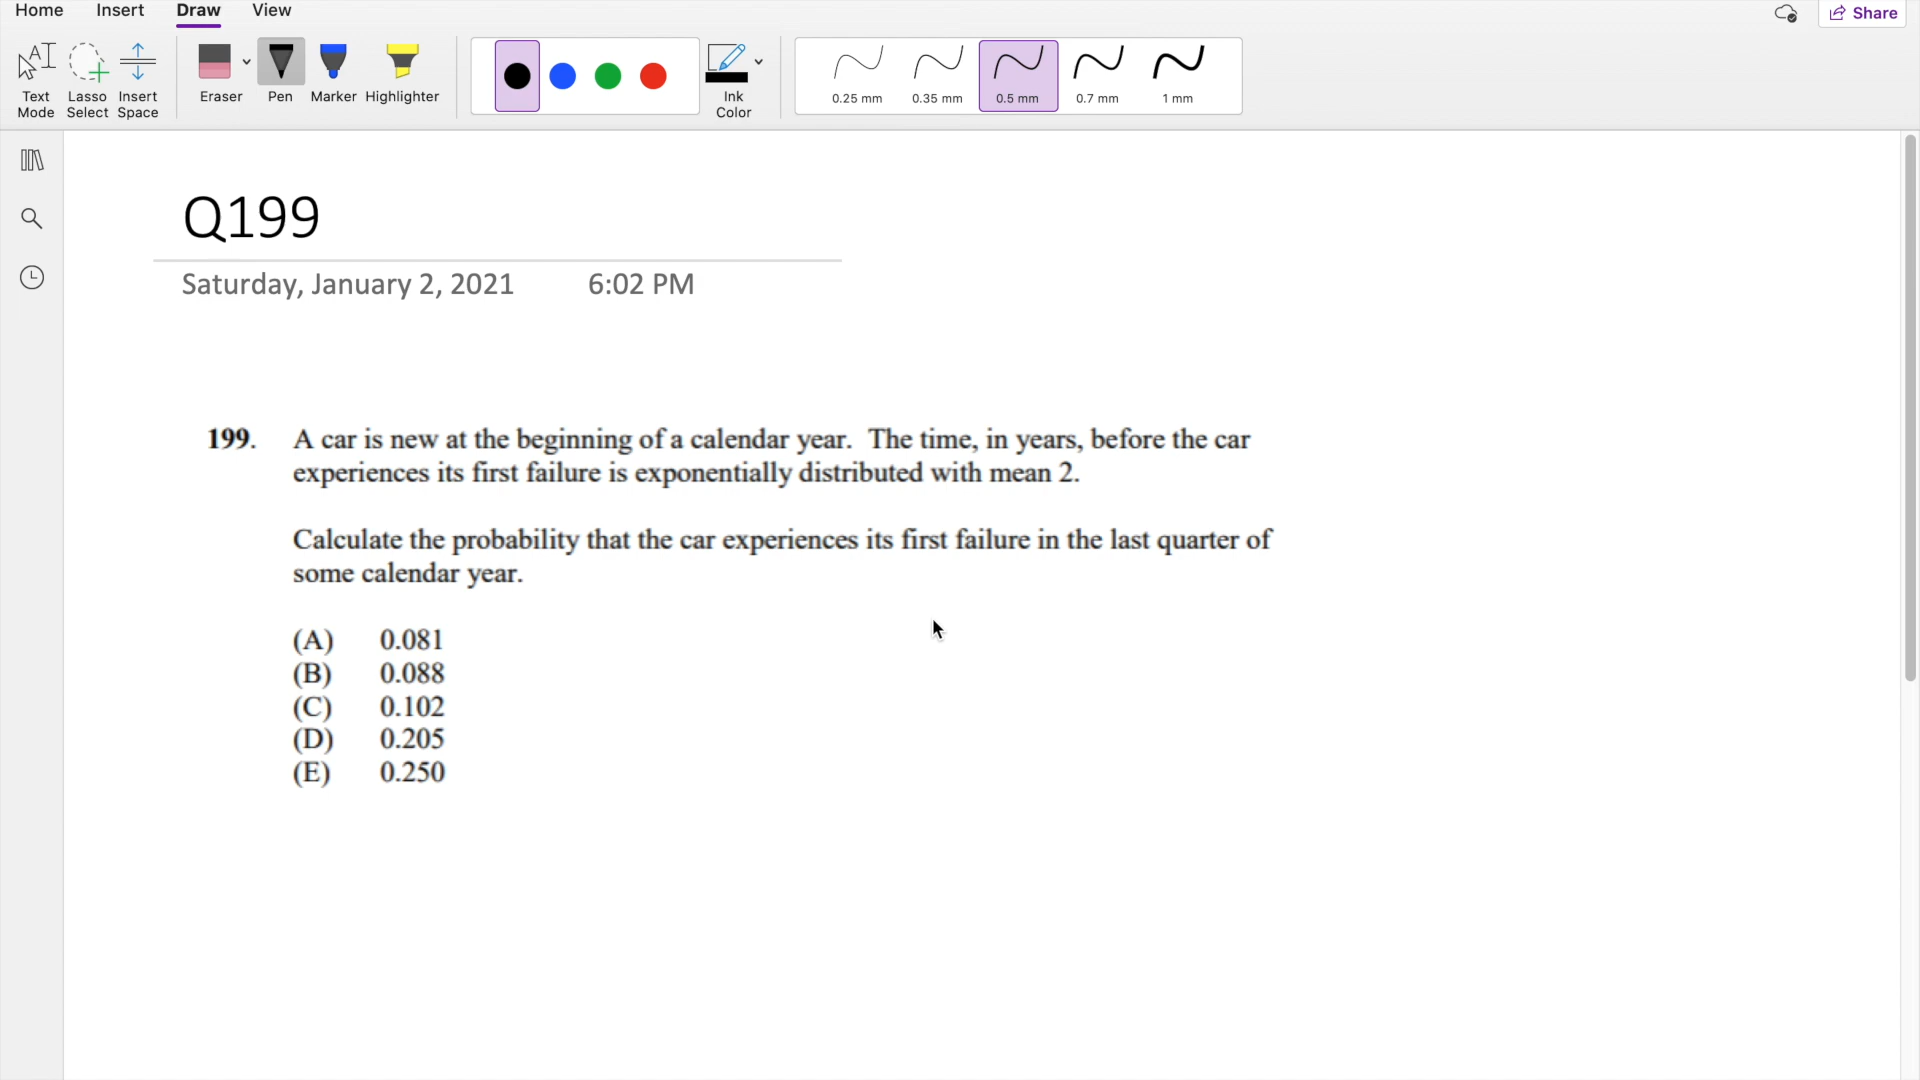 Home Insert Draw View Share
Text Mode Lasso Select Insert Space Eraser Pen Marker Highlighter Ink Color 0.25 mm 0.35 mm 0.5 mm 0.7 mm 1 mm
Q199
Saturday, January 2, 2021 6:02 PM
199. A car is new at the beginning of a calendar year. The time, in years, before the car
experiences its first failure is exponentially distributed with mean 2.
Calculate the probability that the car experiences its first failure in the last quarter of
some calendar year.
(A) 0.081
(B) 0.088
(C) 0.102
(D) 0.205
(E) 0.250